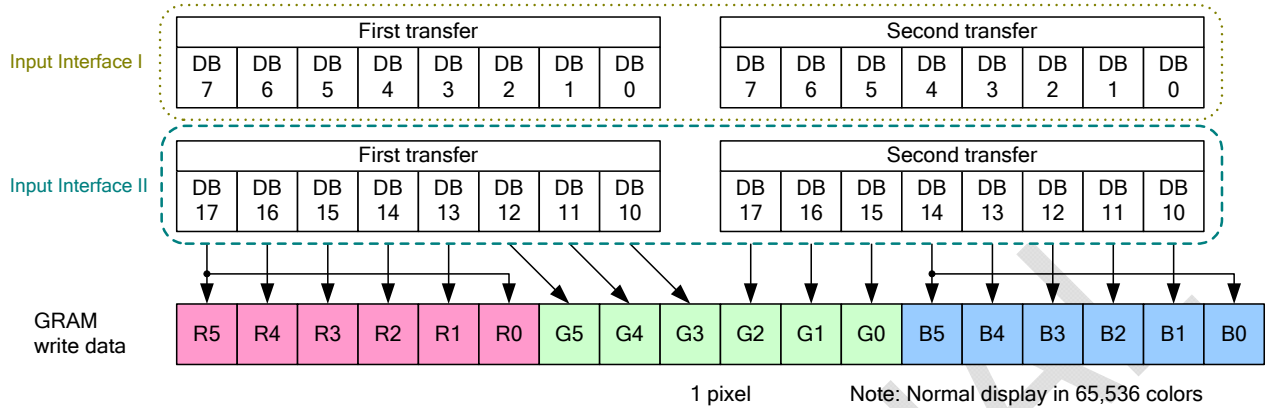 First transfer Second transfer
Input Interface I
DB 7 DB 6 DB 5 DB 4 DB 3 DB 2 DB 1 DB 0 DB 7 DB 6 DB 5 DB 4 DB 3 DB 2 DB 1 DB 0
First transfer Second transfer
Input Interface II
DB 17 DB 16 DB 15 DB 14 DB 13 DB 12 DB 11 DB 10 DB 17 DB 16 DB 15 DB 14 DB 13 DB 12 DB 11 DB 10
GRAM
write data
R5 R4 R3 R2 R1 R0 G5 G4 G3 G2 G1 G0 B5 B4 B3 B2 B1 B0
1 pixel Note: Normal display in 65,536 colors